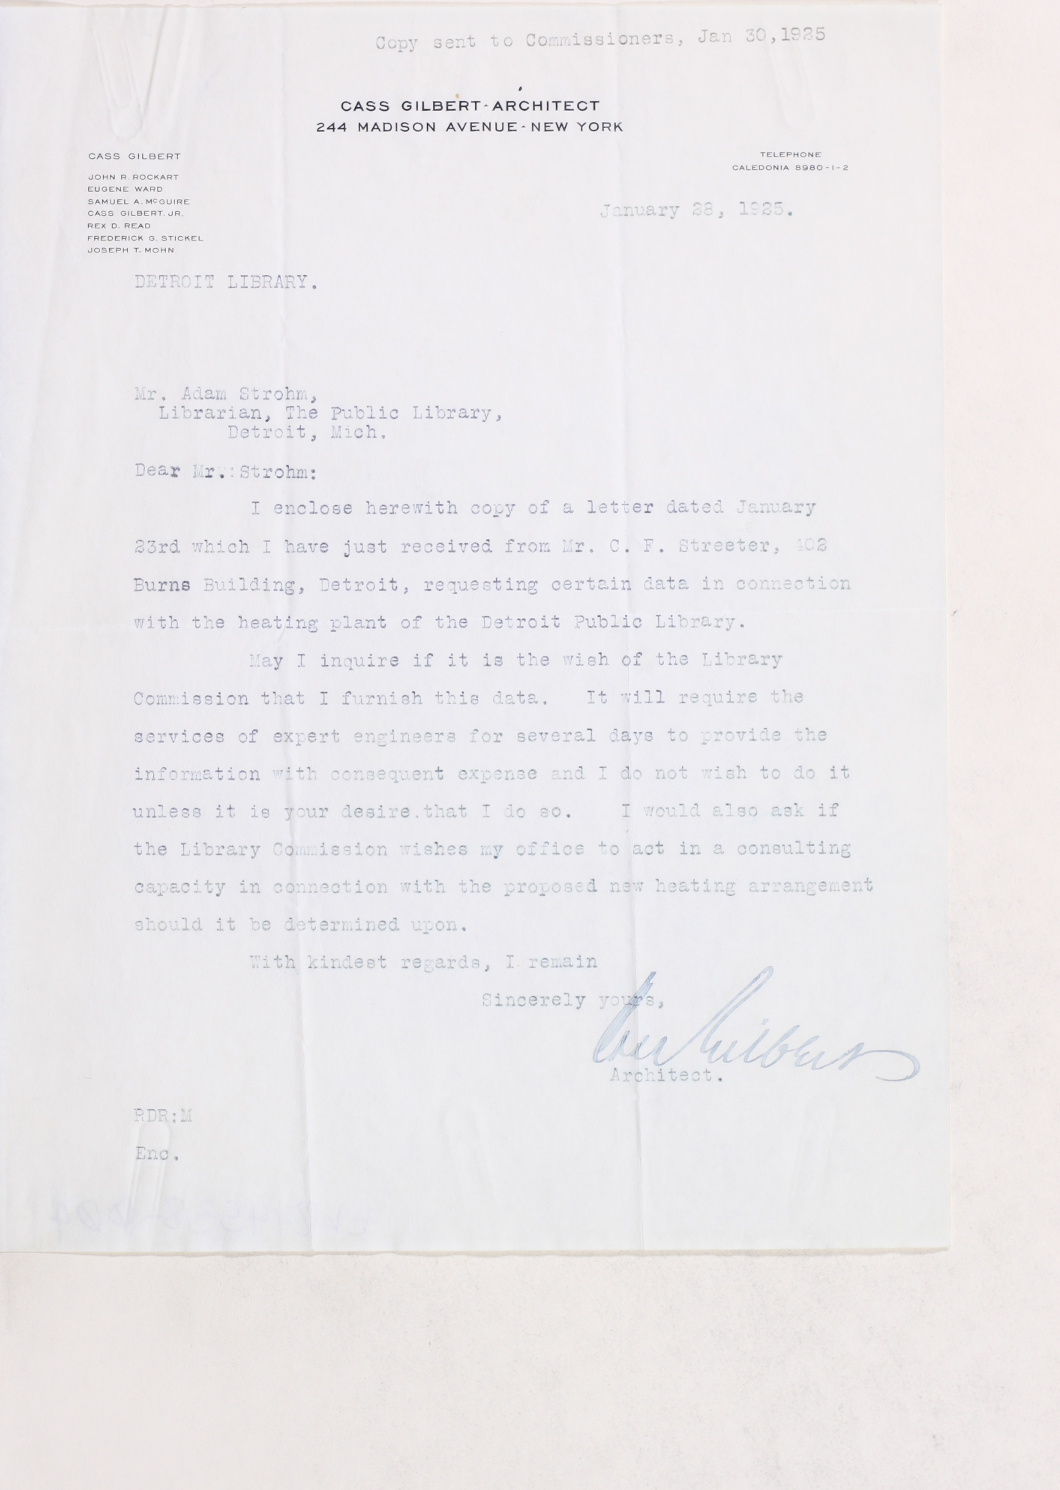 Copy sent to Commissioners, Jan 30,1925
CASS GILBERT-ARCHITECT
244 MADISON AVENUE-NEW YORK
CASS GILBERT
JOHN R. ROCKART
EUGENE WARD
SAMUEL A. McGUIRE
CASS GILBERT, JR.
REX D. READ
FREDERICK G. STICKEL
JOSEPH T. MOHN
TELEPHONE
CALEDONIA 8980-1-2
January 28, 1925.
DETROIT LIBRARY.
Mr. Adam Strohm,
Librarian, The Public Library,
Detroit, Mich.
Dear Mr. Strohm:
I enclose herewith copy of a letter dated January
23rd which I have just received from Mr. C. F. Streeter, 402
Burns Building, Detroit, requesting certain data in connection
with the heating plant of the Detroit Public Library.
May I inquire if it is the wish of the Library
Commission that I furnish this data. It will require the
services of expert engineers for several days to provide the
information with consequent expense and I do not wish to do it
unless it is your desire that I do so. I would also ask if
the Library Commission wishes my office to act in a consulting
capacity in connection with the proposed new heating arrangement
should it be determined upon.
With kindest regards, I remain
Sincerely yours,
Cass Gilbert
Architect.
RDR:M
Enc.